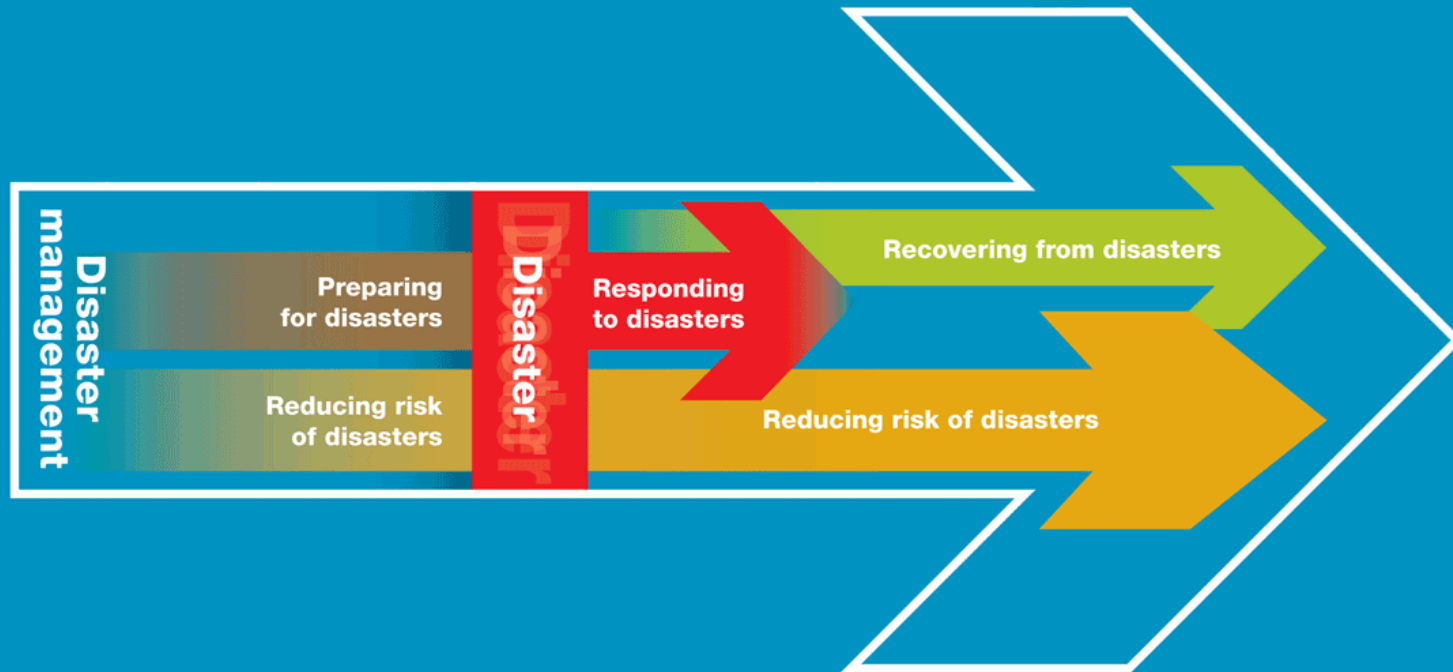 Disaster
management
Preparing
for disasters
Reducing risk
of disasters
Disaster
Responding
to disasters
Recovering from disasters
Reducing risk of disasters